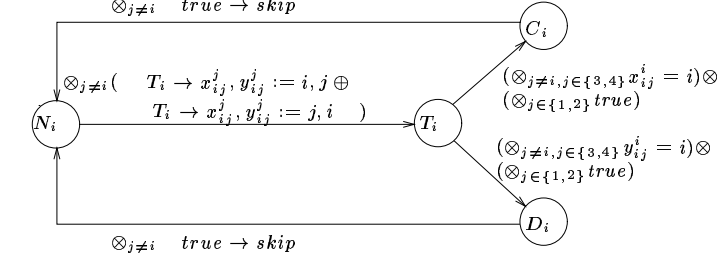 ⊗_{j≠i} true → skip
C_i
⊗_{j≠i}( T_i → x^j_{ij}, y^j_{ij} := i, j ⊕
(⊗_{j≠i,j∈{3,4}} x^i_{ij} = i)⊗
(⊗_{j∈{1,2}} true)
T_i → x^j_{ij}, y^j_{ij} := j, i )
N_i
T_i
(⊗_{j≠i,j∈{3,4}} y^i_{ij} = i)⊗
(⊗_{j∈{1,2}} true)
D_i
⊗_{j≠i} true → skip